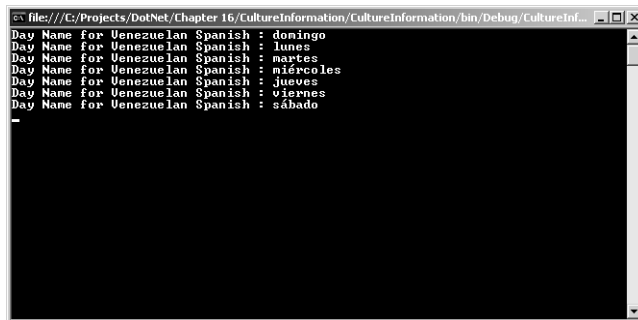 file:///C:/Projects/DotNet/Chapter 16/CultureInformation/CultureInformation/bin/Debug/CultureInf...
Day Name for Venezuelan Spanish : domingo
Day Name for Venezuelan Spanish : lunes
Day Name for Venezuelan Spanish : martes
Day Name for Venezuelan Spanish : miércoles
Day Name for Venezuelan Spanish : jueves
Day Name for Venezuelan Spanish : viernes
Day Name for Venezuelan Spanish : sábado